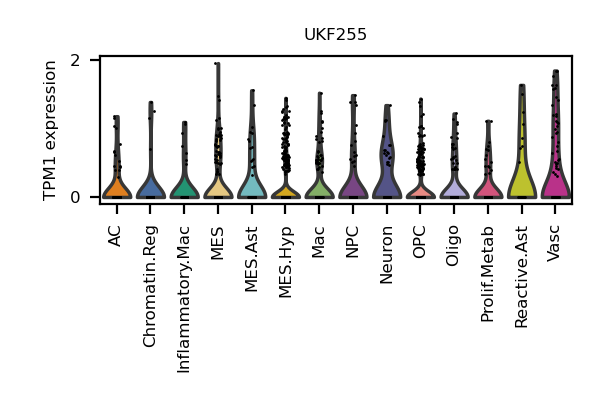 UKF255
TPM1 expression
2
0
AC
Chromatin.Reg
Inflammatory.Mac
MES
MES.Ast
MES.Hyp
Mac
NPC
Neuron
OPC
Oligo
Prolif.Metab
Reactive.Ast
Vasc